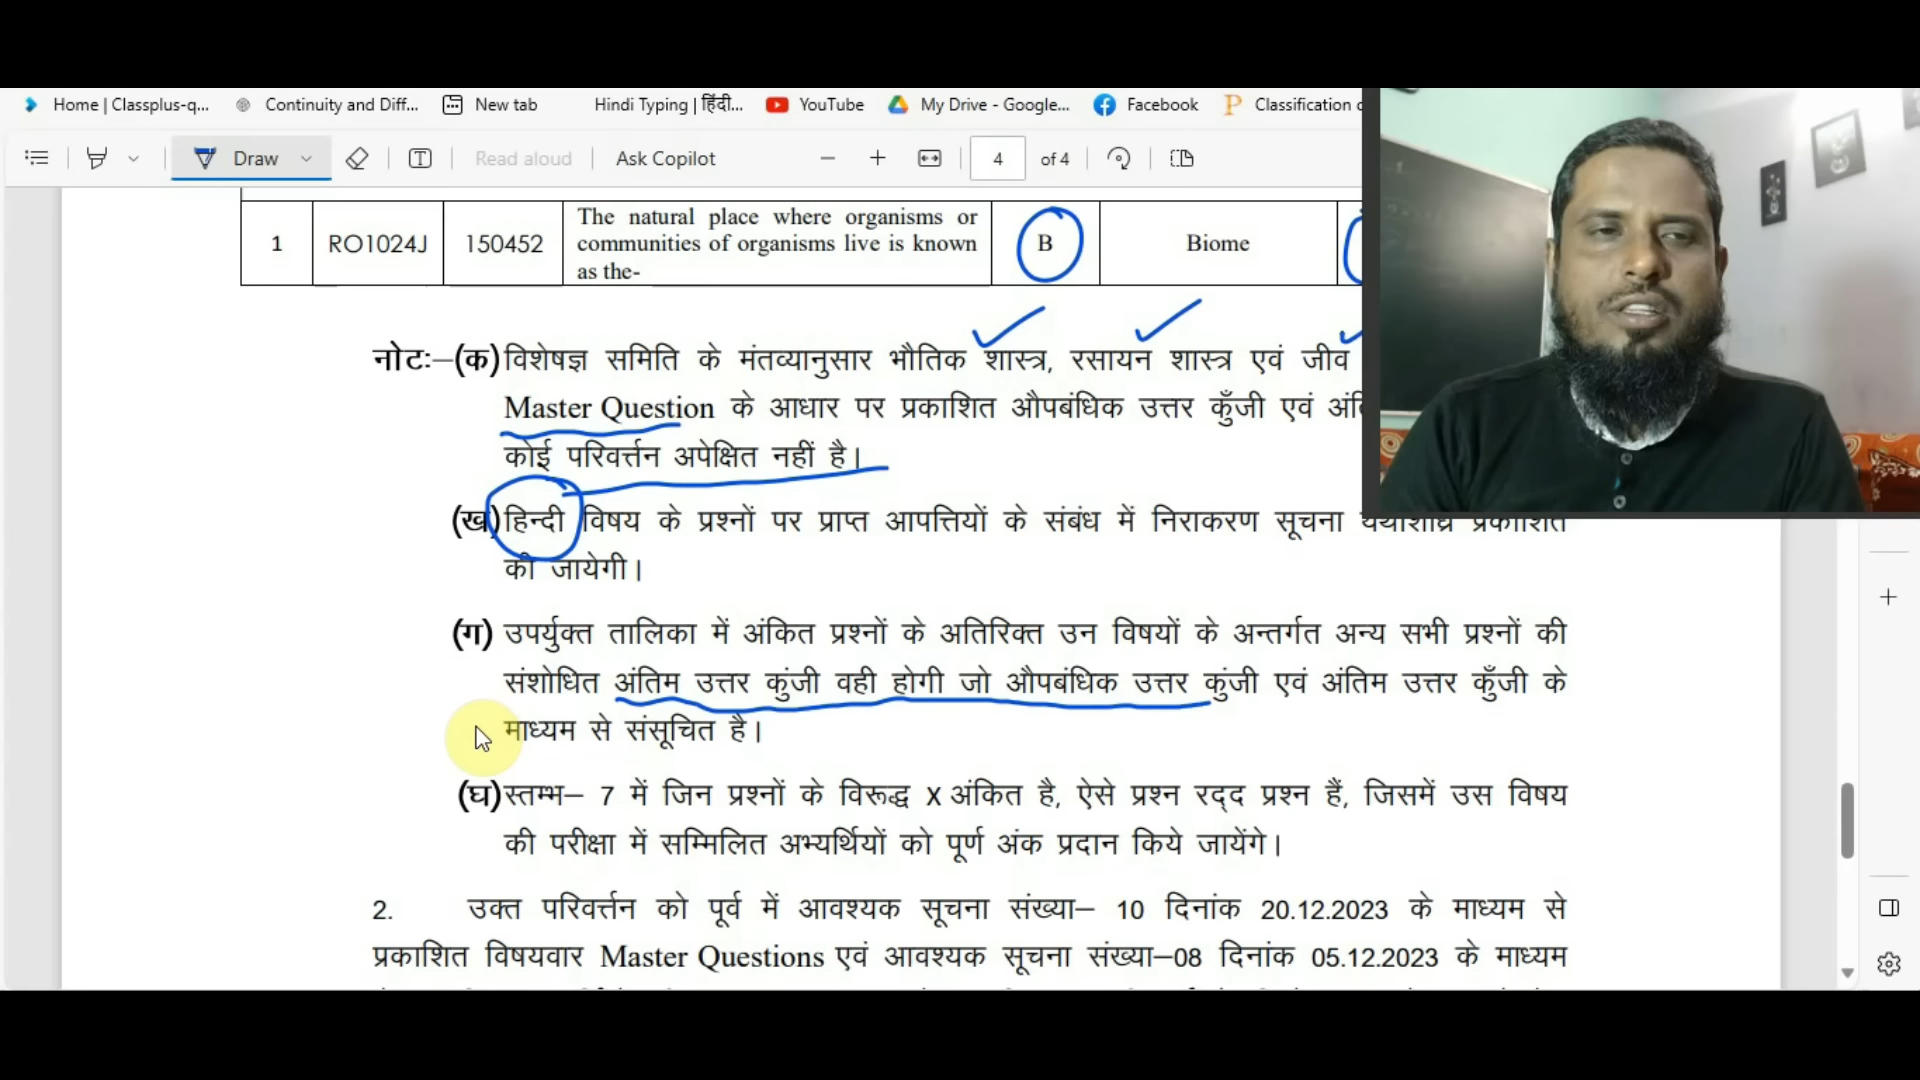 Home | Classplus-q... Continuity and Diff... New tab Hindi Typing | हिंदी... YouTube My Drive - Google... Facebook Classification
Draw Read aloud Ask Copilot 4 of 4
1 RO1024J 150452 The natural place where organisms or communities of organisms live is known as the- B Biome
नोटः–(क) विशेषज्ञ समिति के मंतव्यानुसार भौतिक शास्त्र, रसायन शास्त्र एवं जीव
Master Question के आधार पर प्रकाशित औपबंधिक उत्तर कुँजी एवं
कोई परिवर्त्तन अपेक्षित नहीं है।
(ख) हिन्दी विषय के प्रश्नों पर प्राप्त आपत्तियों के संबंध में निराकरण सूचना यथाशीघ्र प्रकाशित
की जायेगी।
(ग) उपर्युक्त तालिका में अंकित प्रश्नों के अतिरिक्त उन विषयों के अन्तर्गत अन्य सभी प्रश्नों की
संशोधित अंतिम उत्तर कुंजी वही होगी जो औपबंधिक उत्तर कुंजी एवं अंतिम उत्तर कुँजी के
माध्यम से संसूचित है।
(घ) स्तम्भ– 7 में जिन प्रश्नों के विरूद्ध X अंकित है, ऐसे प्रश्न रद्द प्रश्न हैं, जिसमें उस विषय
की परीक्षा में सम्मिलित अभ्यर्थियों को पूर्ण अंक प्रदान किये जायेंगे।
2. उक्त परिवर्त्तन को पूर्व में आवश्यक सूचना संख्या– 10 दिनांक 20.12.2023 के माध्यम से
प्रकाशित विषयवार Master Questions एवं आवश्यक सूचना संख्या–08 दिनांक 05.12.2023 के माध्यम